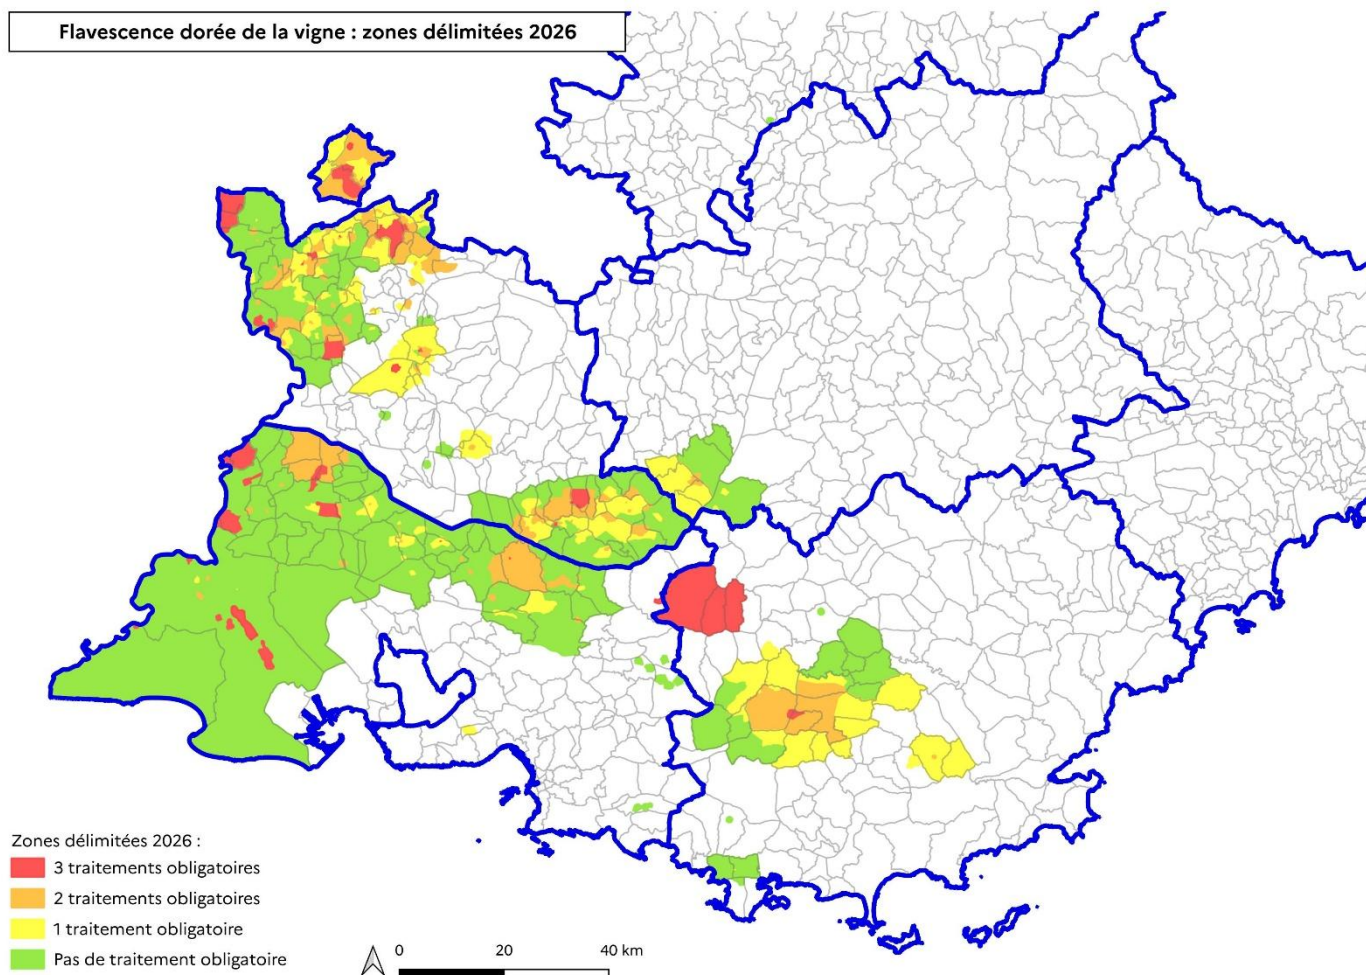 Flavescence dorée de la vigne : zones délimitées 2026
Zones délimitées 2026 :
3 traitements obligatoires
2 traitements obligatoires
1 traitement obligatoire
Pas de traitement obligatoire
0 20 40 km